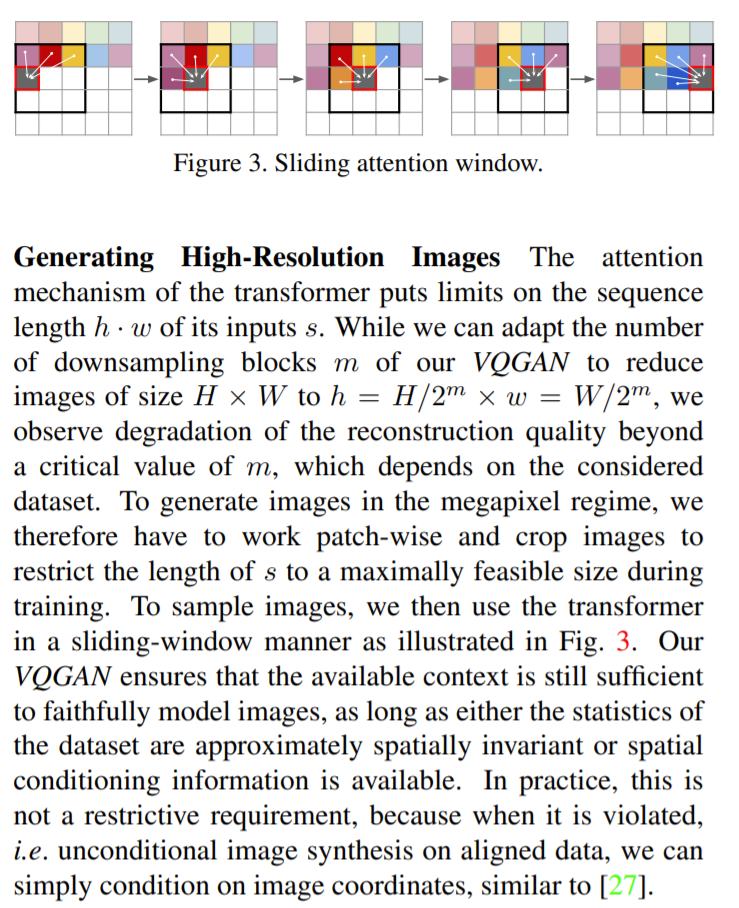 Figure 3. Sliding attention window.
Generating High-Resolution Images The attention
mechanism of the transformer puts limits on the sequence
length h · w of its inputs s. While we can adapt the number
of downsampling blocks m of our VQGAN to reduce
images of size H × W to h = H/2^m × w = W/2^m, we
observe degradation of the reconstruction quality beyond
a critical value of m, which depends on the considered
dataset. To generate images in the megapixel regime, we
therefore have to work patch-wise and crop images to
restrict the length of s to a maximally feasible size during
training. To sample images, we then use the transformer
in a sliding-window manner as illustrated in Fig. 3. Our
VQGAN ensures that the available context is still sufficient
to faithfully model images, as long as either the statistics of
the dataset are approximately spatially invariant or spatial
conditioning information is available. In practice, this is
not a restrictive requirement, because when it is violated,
i.e. unconditional image synthesis on aligned data, we can
simply condition on image coordinates, similar to [27].